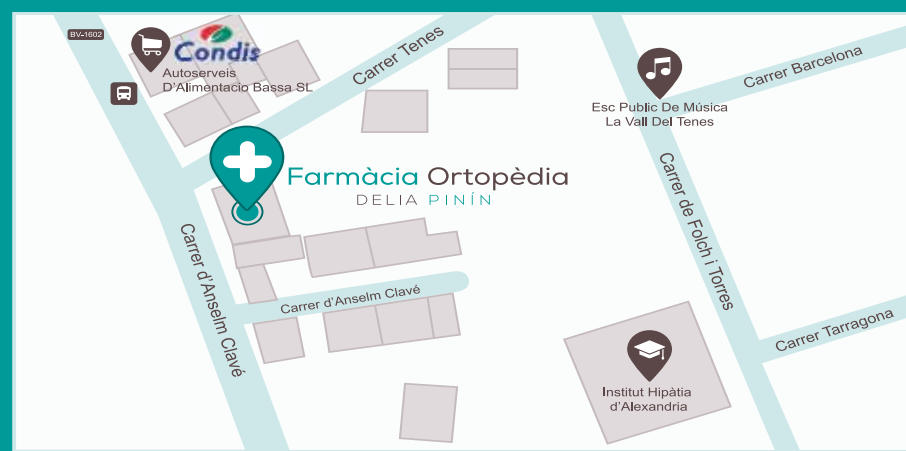 BV-1602
Condis
Autoserveis
D'Alimentacio Bassa SL
Carrer Tenes
Esc Public De Música
La Vall Del Tenes
Carrer Barcelona
Farmàcia Ortopèdia
DELIA PINÍN
Carrer d'Anselm Clavé
Carrer d'Anselm Clavé
Carrer de Folch i Torres
Carrer Tarragona
Institut Hipàtia
d'Alexandria